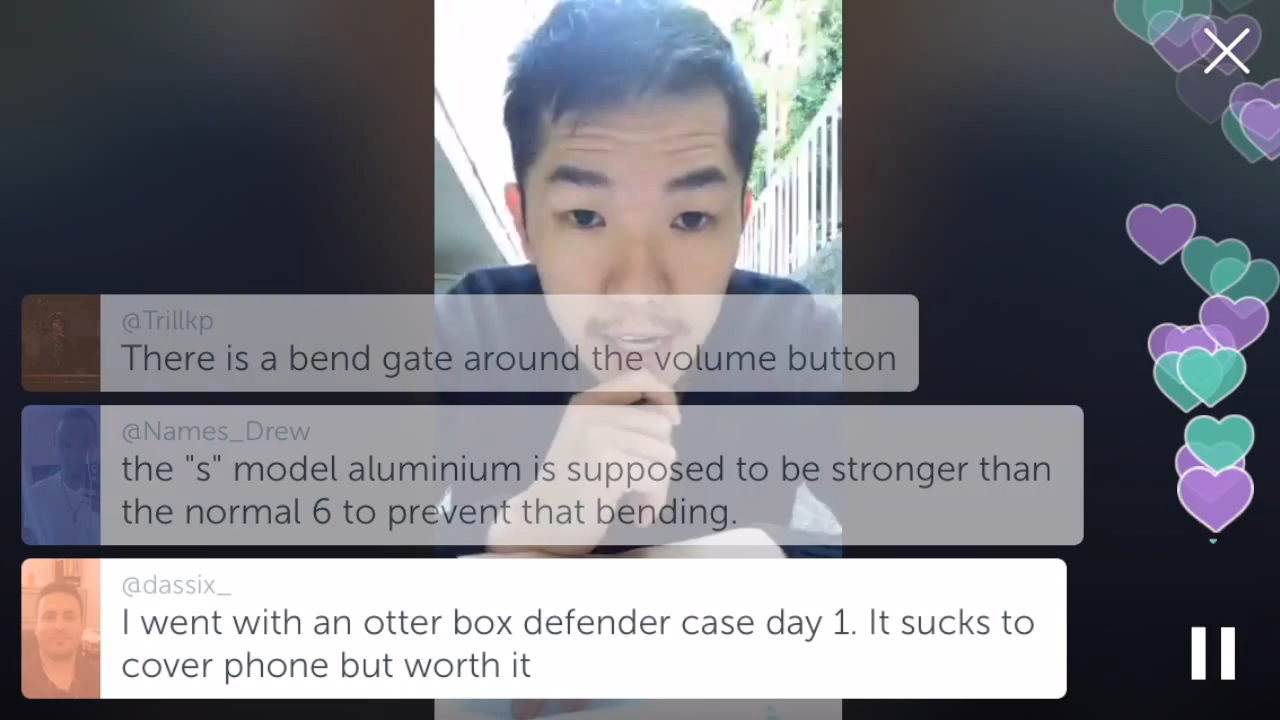 @Trillkp
There is a bend gate around the volume button
@Names_Drew
the "s" model aluminium is supposed to be stronger than
the normal 6 to prevent that bending.
@dassix_
I went with an otter box defender case day 1. It sucks to
cover phone but worth it